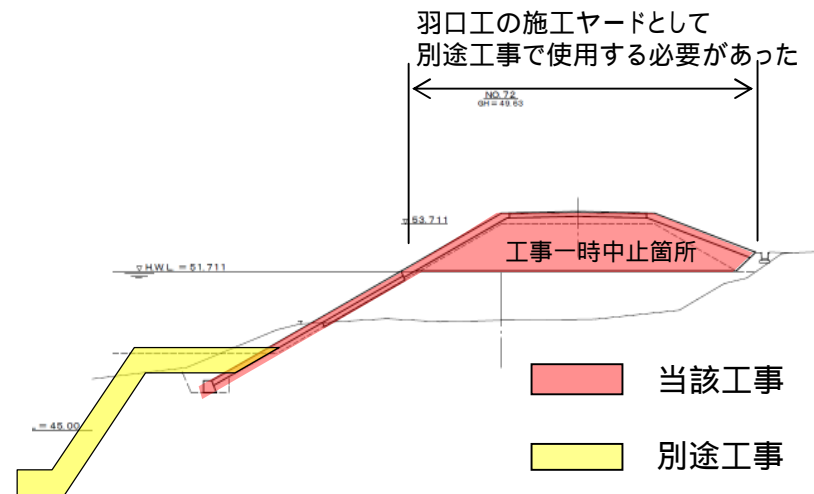 羽口工の施工ヤードとして
別途工事で使用する必要があった
NO.72
GH=49.63
53.711
工事一時中止箇所
H.W.L. =51.711
当該工事
= 45.00
別途工事